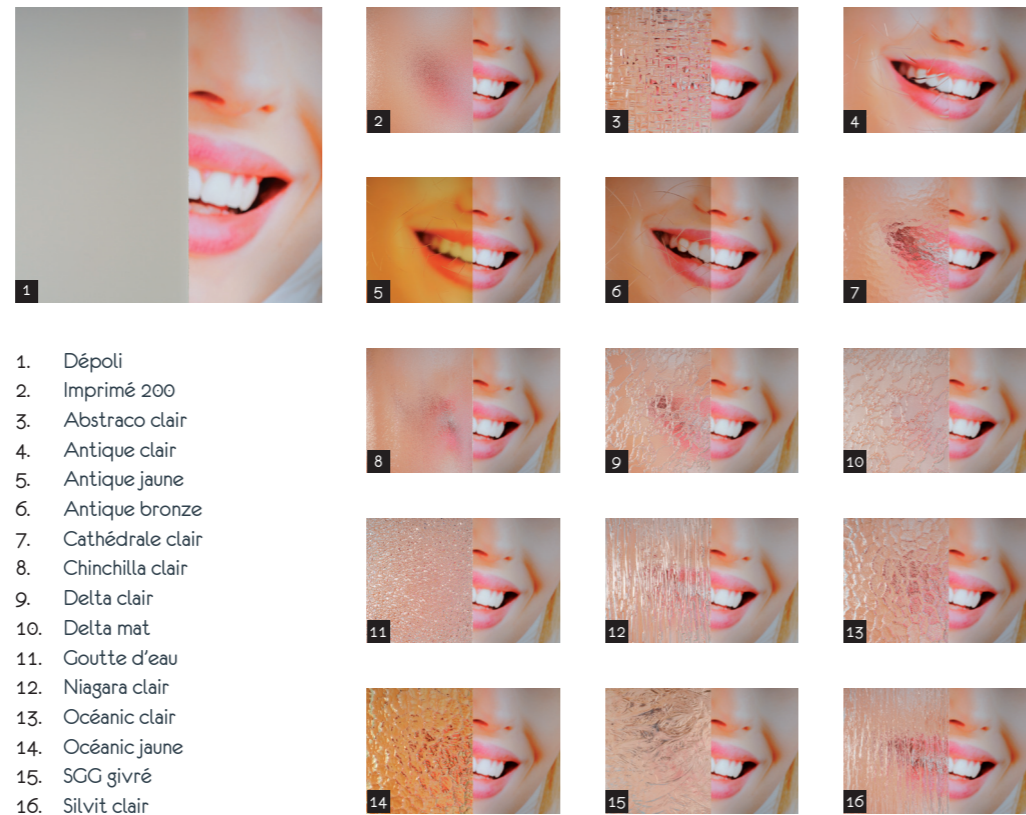 1
2
3
4
5
6
7
8
9
10
11
12
13
14
15
16
1. Dépoli
2. Imprimé 200
3. Abstraco clair
4. Antique clair
5. Antique jaune
6. Antique bronze
7. Cathédrale clair
8. Chinchilla clair
9. Delta clair
10. Delta mat
11. Goutte d’eau
12. Niagara clair
13. Océanic clair
14. Océanic jaune
15. SGG givré
16. Silvit clair